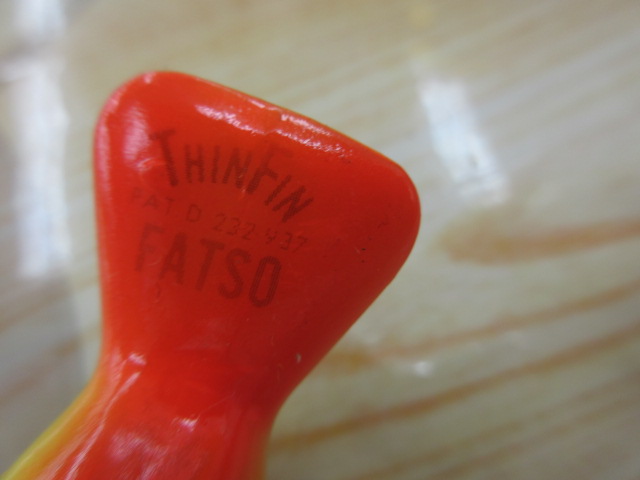 THINFIN
PAT D 232 937
FATSO